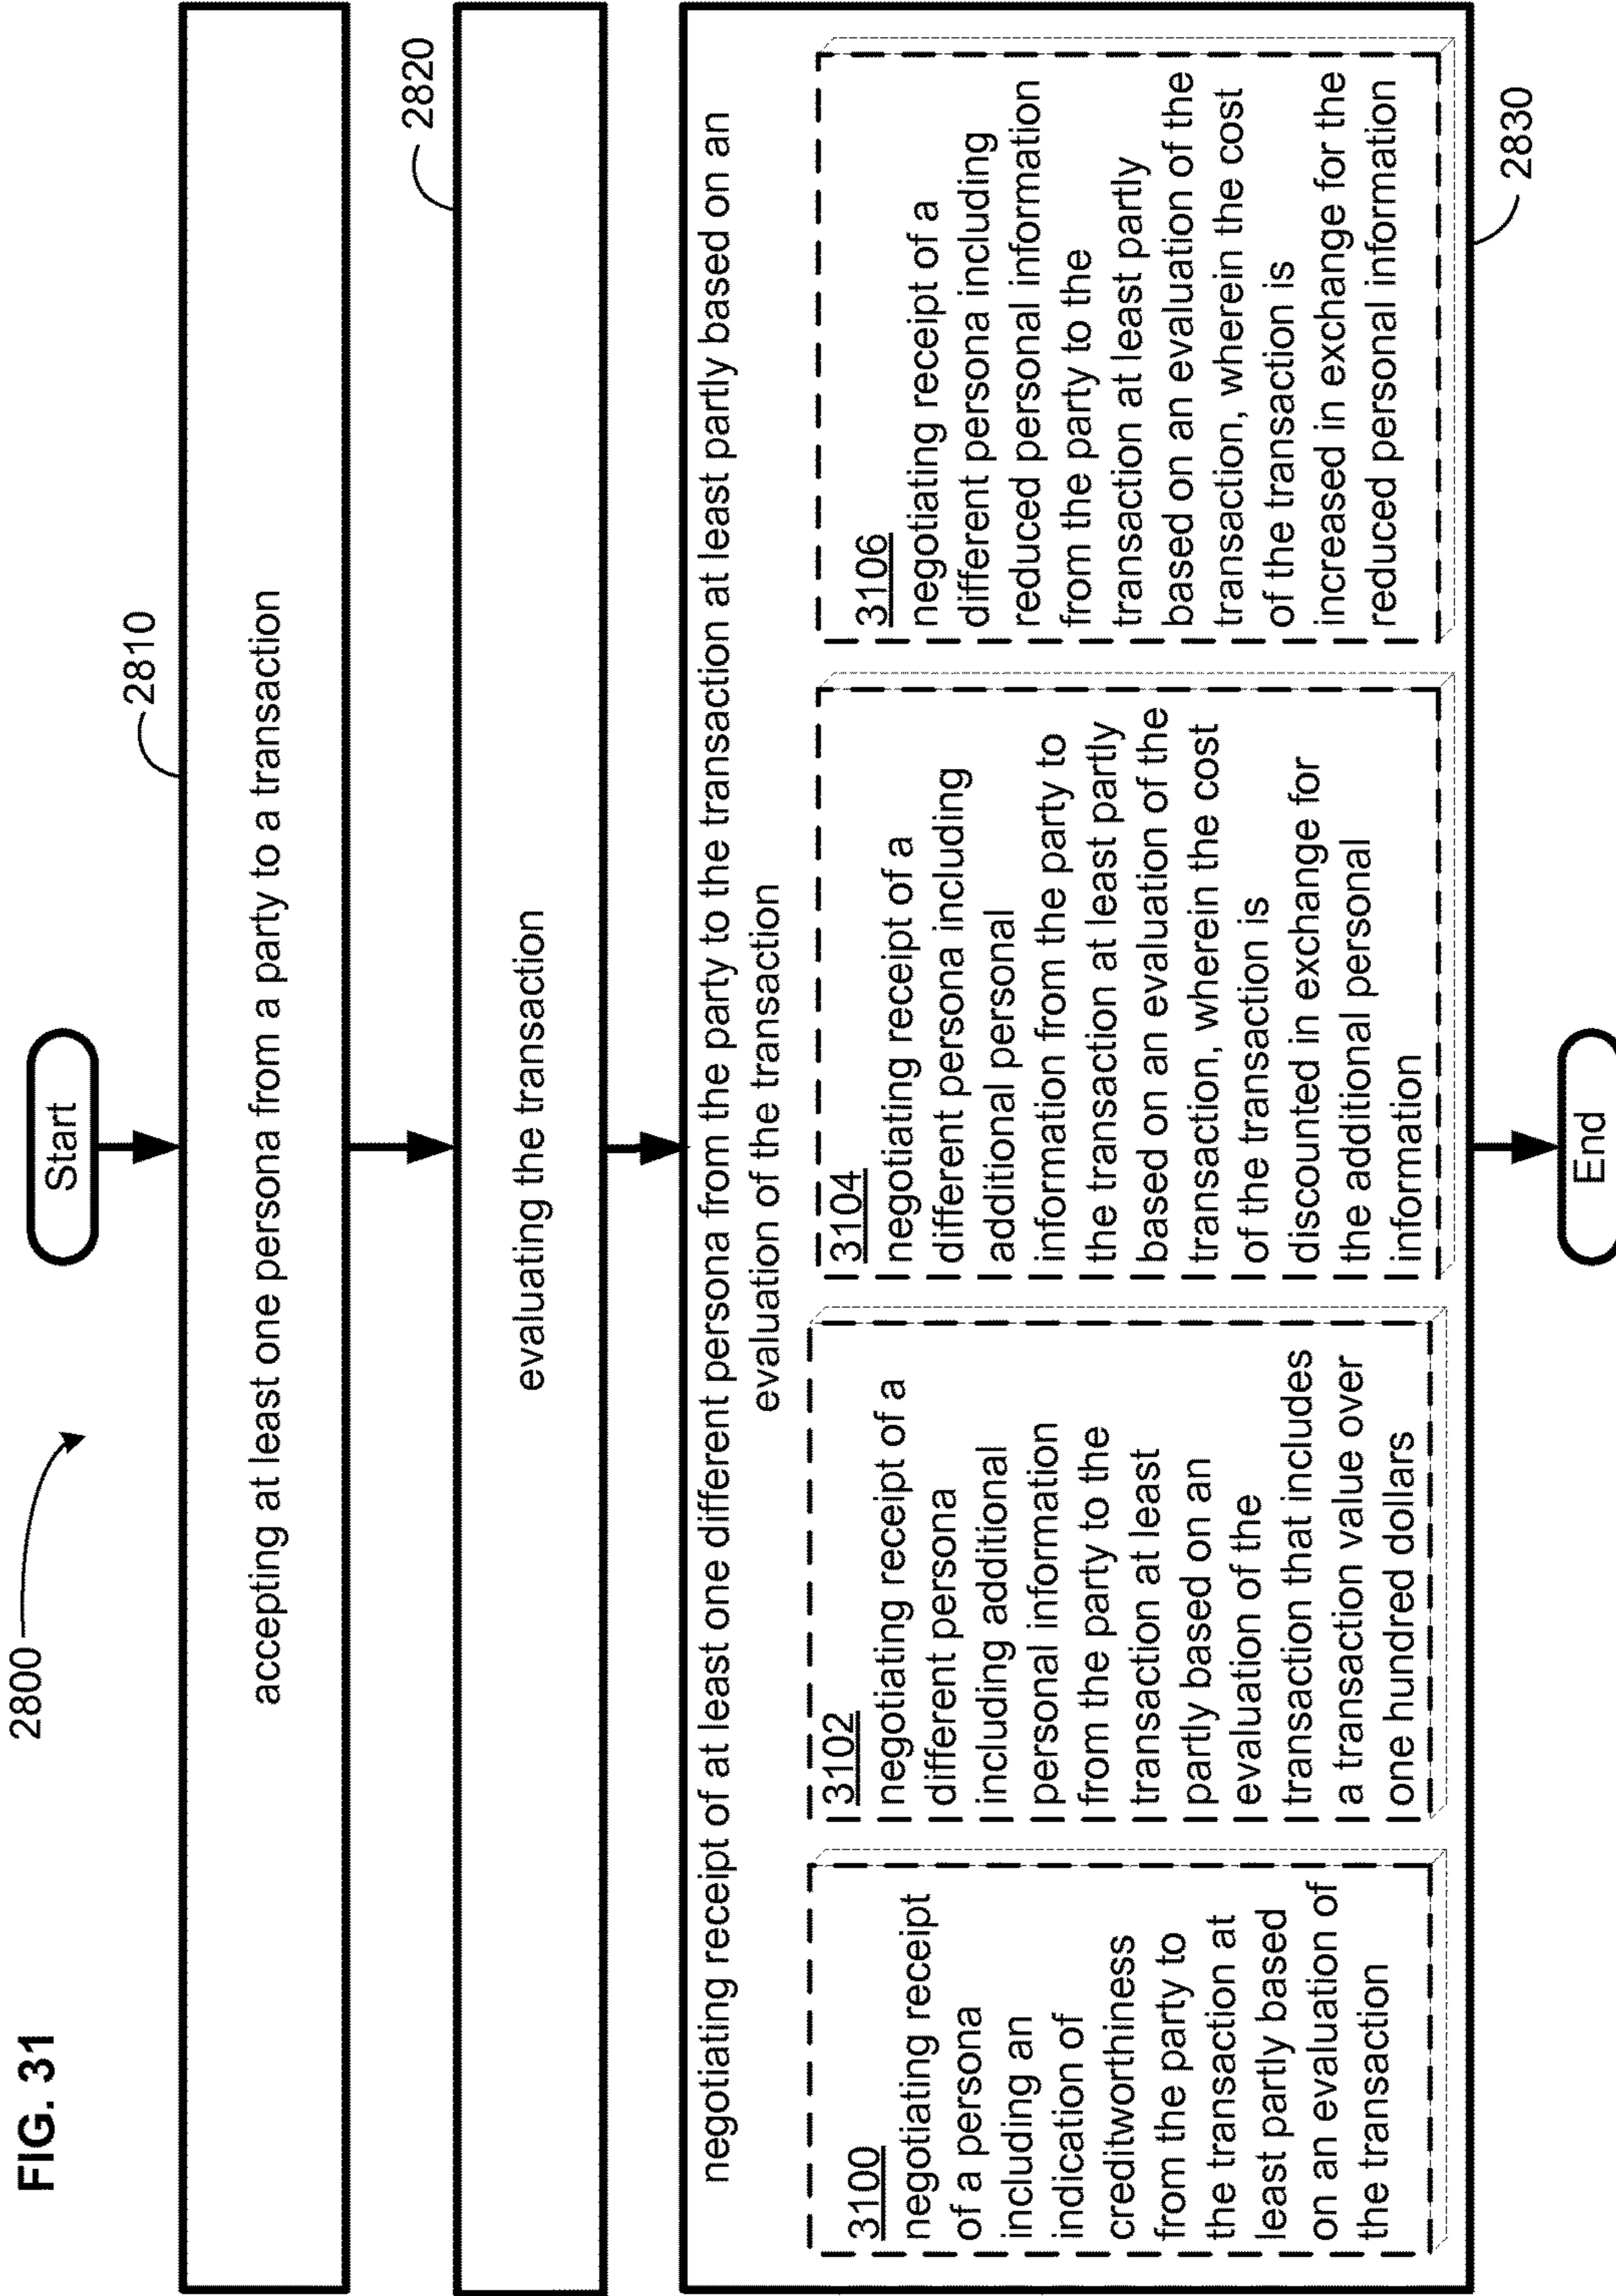 FIG. 31
2800
Start
2810
accepting at least one persona from a party to a transaction
2820
evaluating the transaction
negotiating receipt of at least one different persona from the party to the transaction at least partly based on an
evaluation of the transaction
3100
negotiating receipt
of a persona
including an
indication of
creditworthiness
from the party to
the transaction at
least partly based
on an evaluation of
the transaction
3102
negotiating receipt of a
different persona
including additional
personal information
from the party to the
transaction at least
partly based on an
evaluation of the
transaction that includes
a transaction value over
one hundred dollars
3104
negotiating receipt of a
different persona including
additional personal
information from the party to
the transaction at least partly
based on an evaluation of the
transaction, wherein the cost
of the transaction is
discounted in exchange for
the additional personal
information
3106
negotiating receipt of a
different persona including
reduced personal information
from the party to the
transaction at least partly
based on an evaluation of the
transaction, wherein the cost
of the transaction is
increased in exchange for the
reduced personal information
2830
End